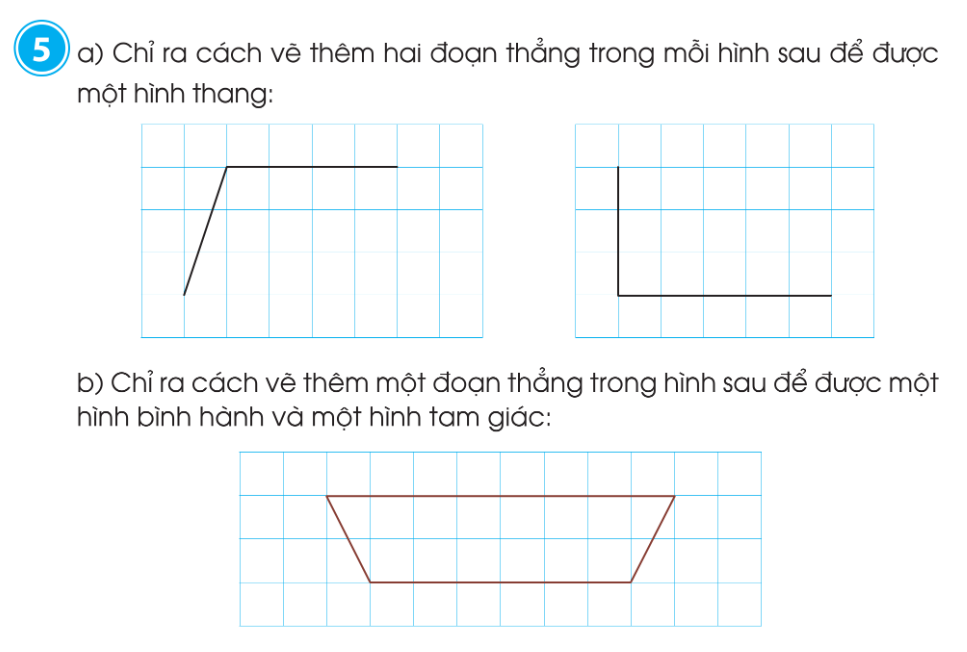 5 a) Chỉ ra cách vẽ thêm hai đoạn thẳng trong mỗi hình sau để được
một hình thang:
b) Chỉ ra cách vẽ thêm một đoạn thẳng trong hình sau để được một
hình bình hành và một hình tam giác: